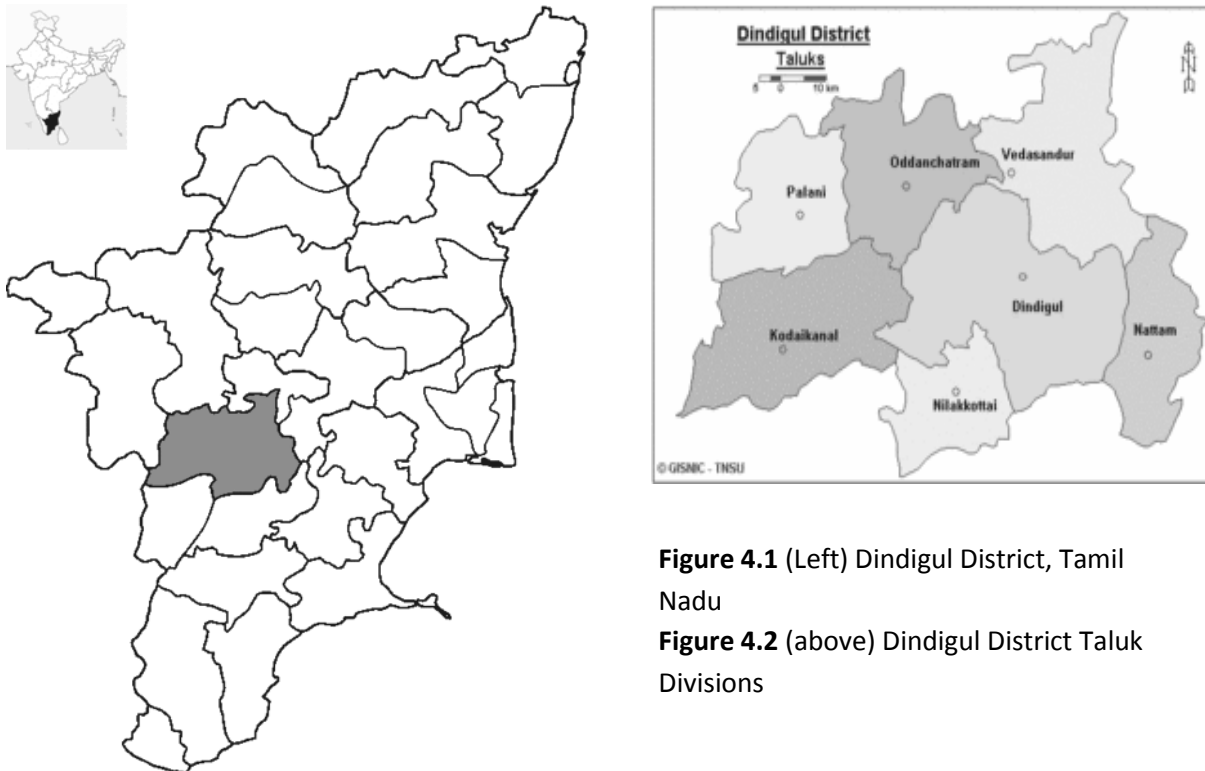 Dindigul District
Taluks
5 0 10 km
N
Oddanchatram
Vedasandur
Palani
Dindigul
Kodaikanal
Nattam
Nilakkottai
© GISNIC - TNSU
Figure 4.1 (Left) Dindigul District, Tamil
Nadu
Figure 4.2 (above) Dindigul District Taluk
Divisions